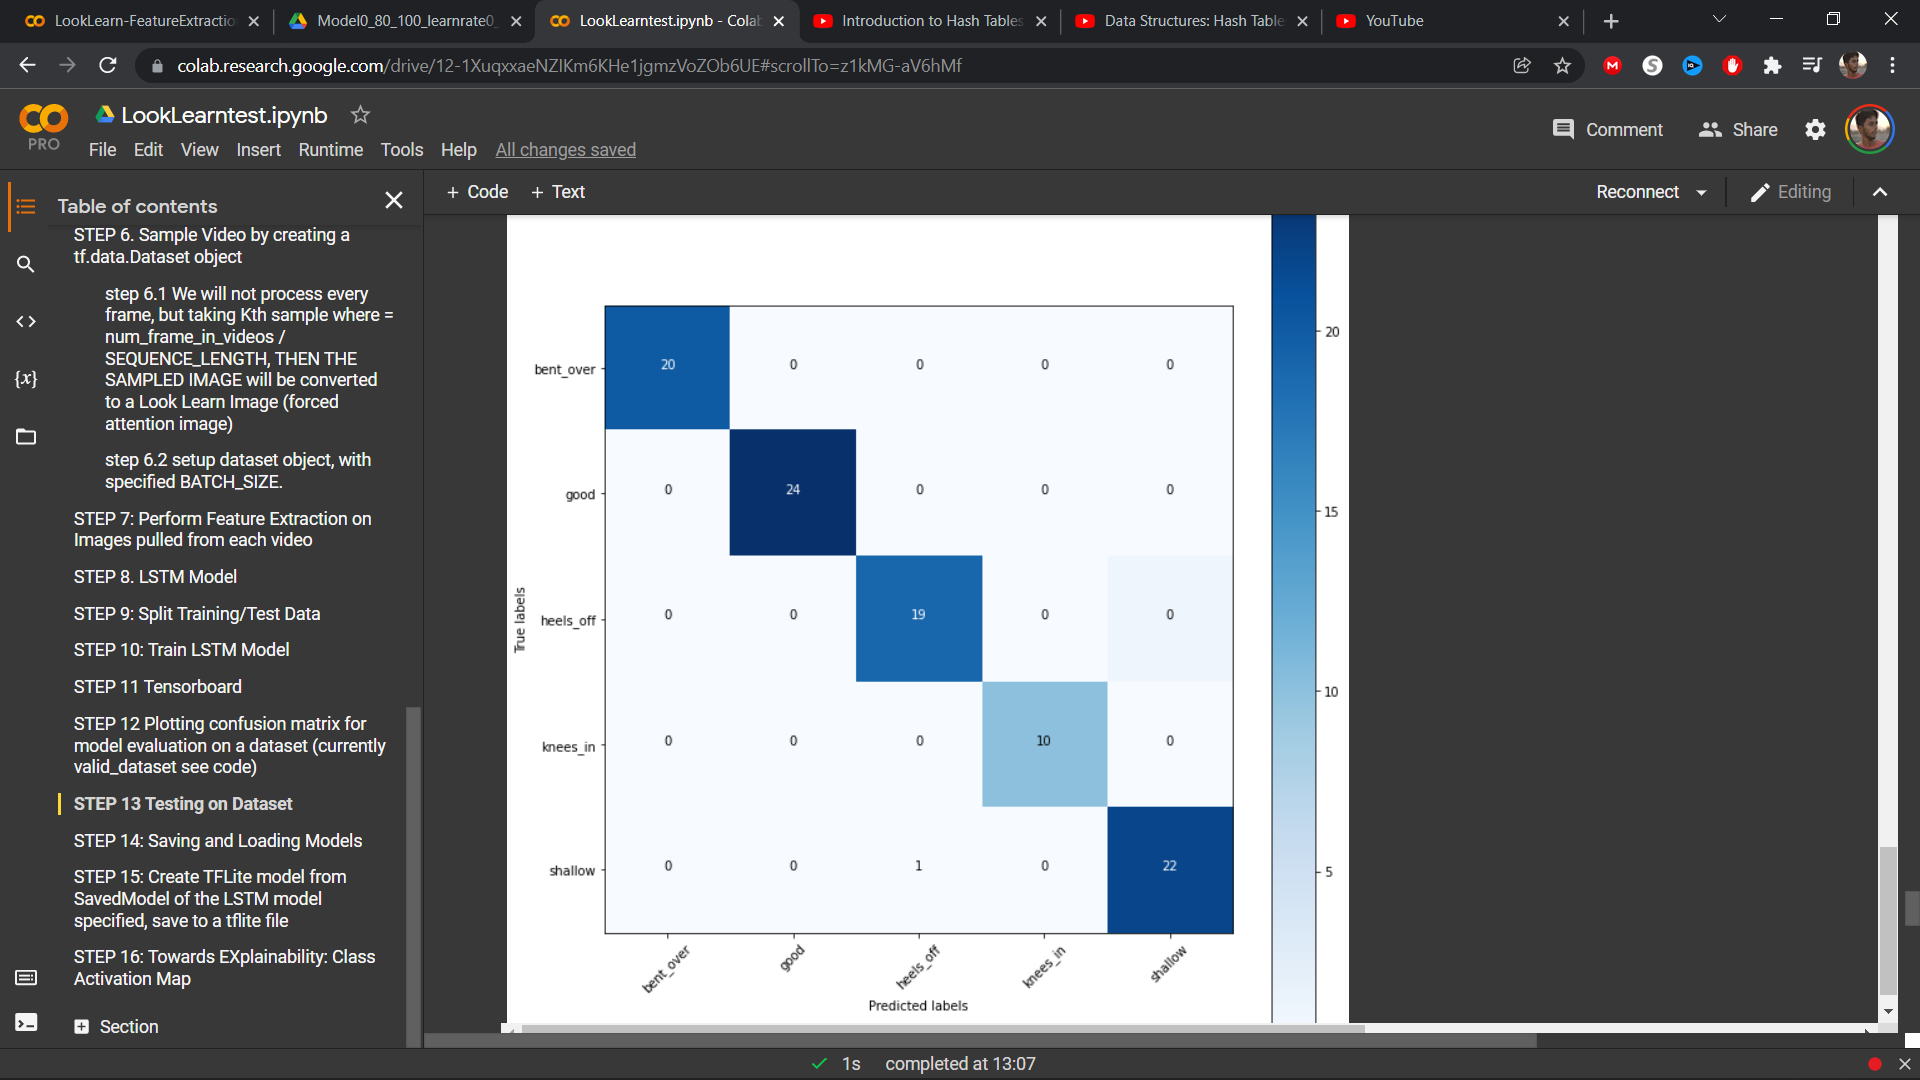 LookLearn-FeatureExtractio
Model0_80_100_learnrate0_
LookLearntest.ipynb - Colab
Introduction to Hash Tables
Data Structures: Hash Table
YouTube
colab.research.google.com/drive/12-1XuqxxaeNZIKm6KHe1jgmzVoZOb6UE#scrollTo=z1kMG-aV6hMf
PRO
LookLearntest.ipynb
File Edit View Insert Runtime Tools Help All changes saved
Comment
Share
+ Code + Text
Reconnect
Editing
Table of contents
STEP 6. Sample Video by creating a
tf.data.Dataset object
step 6.1 We will not process every
frame, but taking Kth sample where =
num_frame_in_videos /
SEQUENCE_LENGTH, THEN THE
SAMPLED IMAGE will be converted
to a Look Learn Image (forced
attention image)
step 6.2 setup dataset object, with
specified BATCH_SIZE.
STEP 7: Perform Feature Extraction on
Images pulled from each video
STEP 8. LSTM Model
STEP 9: Split Training/Test Data
STEP 10: Train LSTM Model
STEP 11 Tensorboard
STEP 12 Plotting confusion matrix for
model evaluation on a dataset (currently
valid_dataset see code)
STEP 13 Testing on Dataset
STEP 14: Saving and Loading Models
STEP 15: Create TFLite model from
SavedModel of the LSTM model
specified, save to a tflite file
STEP 16: Towards EXplainability: Class
Activation Map
Section
True labels
bent_over 20 0 0 0 0
good 0 24 0 0 0
heels_off 0 0 19 0 0
knees_in 0 0 0 10 0
shallow 0 0 1 0 22
bent_over good heels_off knees_in shallow
Predicted labels
20
15
10
5
1s completed at 13:07